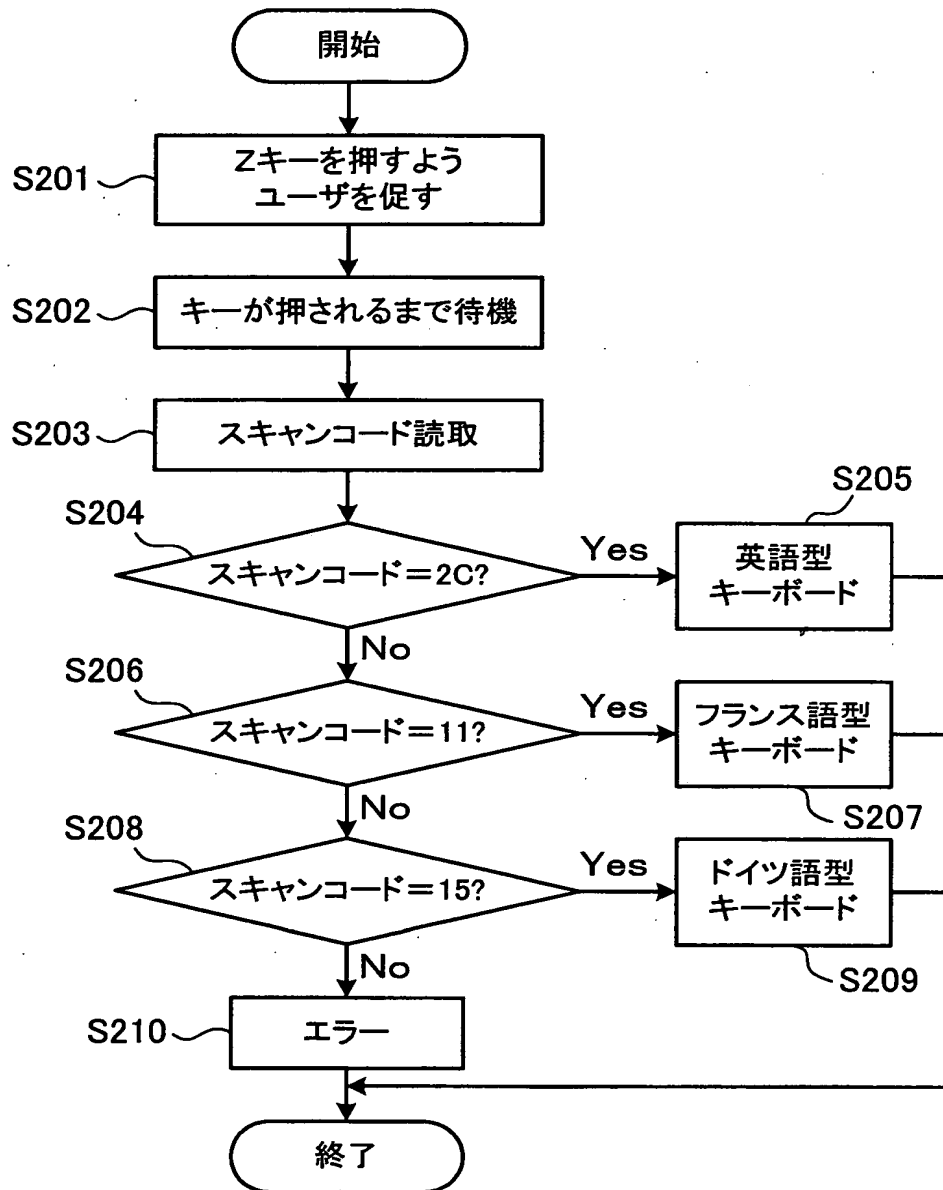 開始
S201
Zキーを押すよう
ユーザを促す
S202
キーが押されるまで待機
S203
スキャンコード読取
S204
スキャンコード=2C?
Yes
S205
英語型
キーボード
No
S206
スキャンコード=11?
Yes
フランス語型
キーボード
S207
No
S208
スキャンコード=15?
Yes
ドイツ語型
キーボード
S209
No
S210
エラー
終了